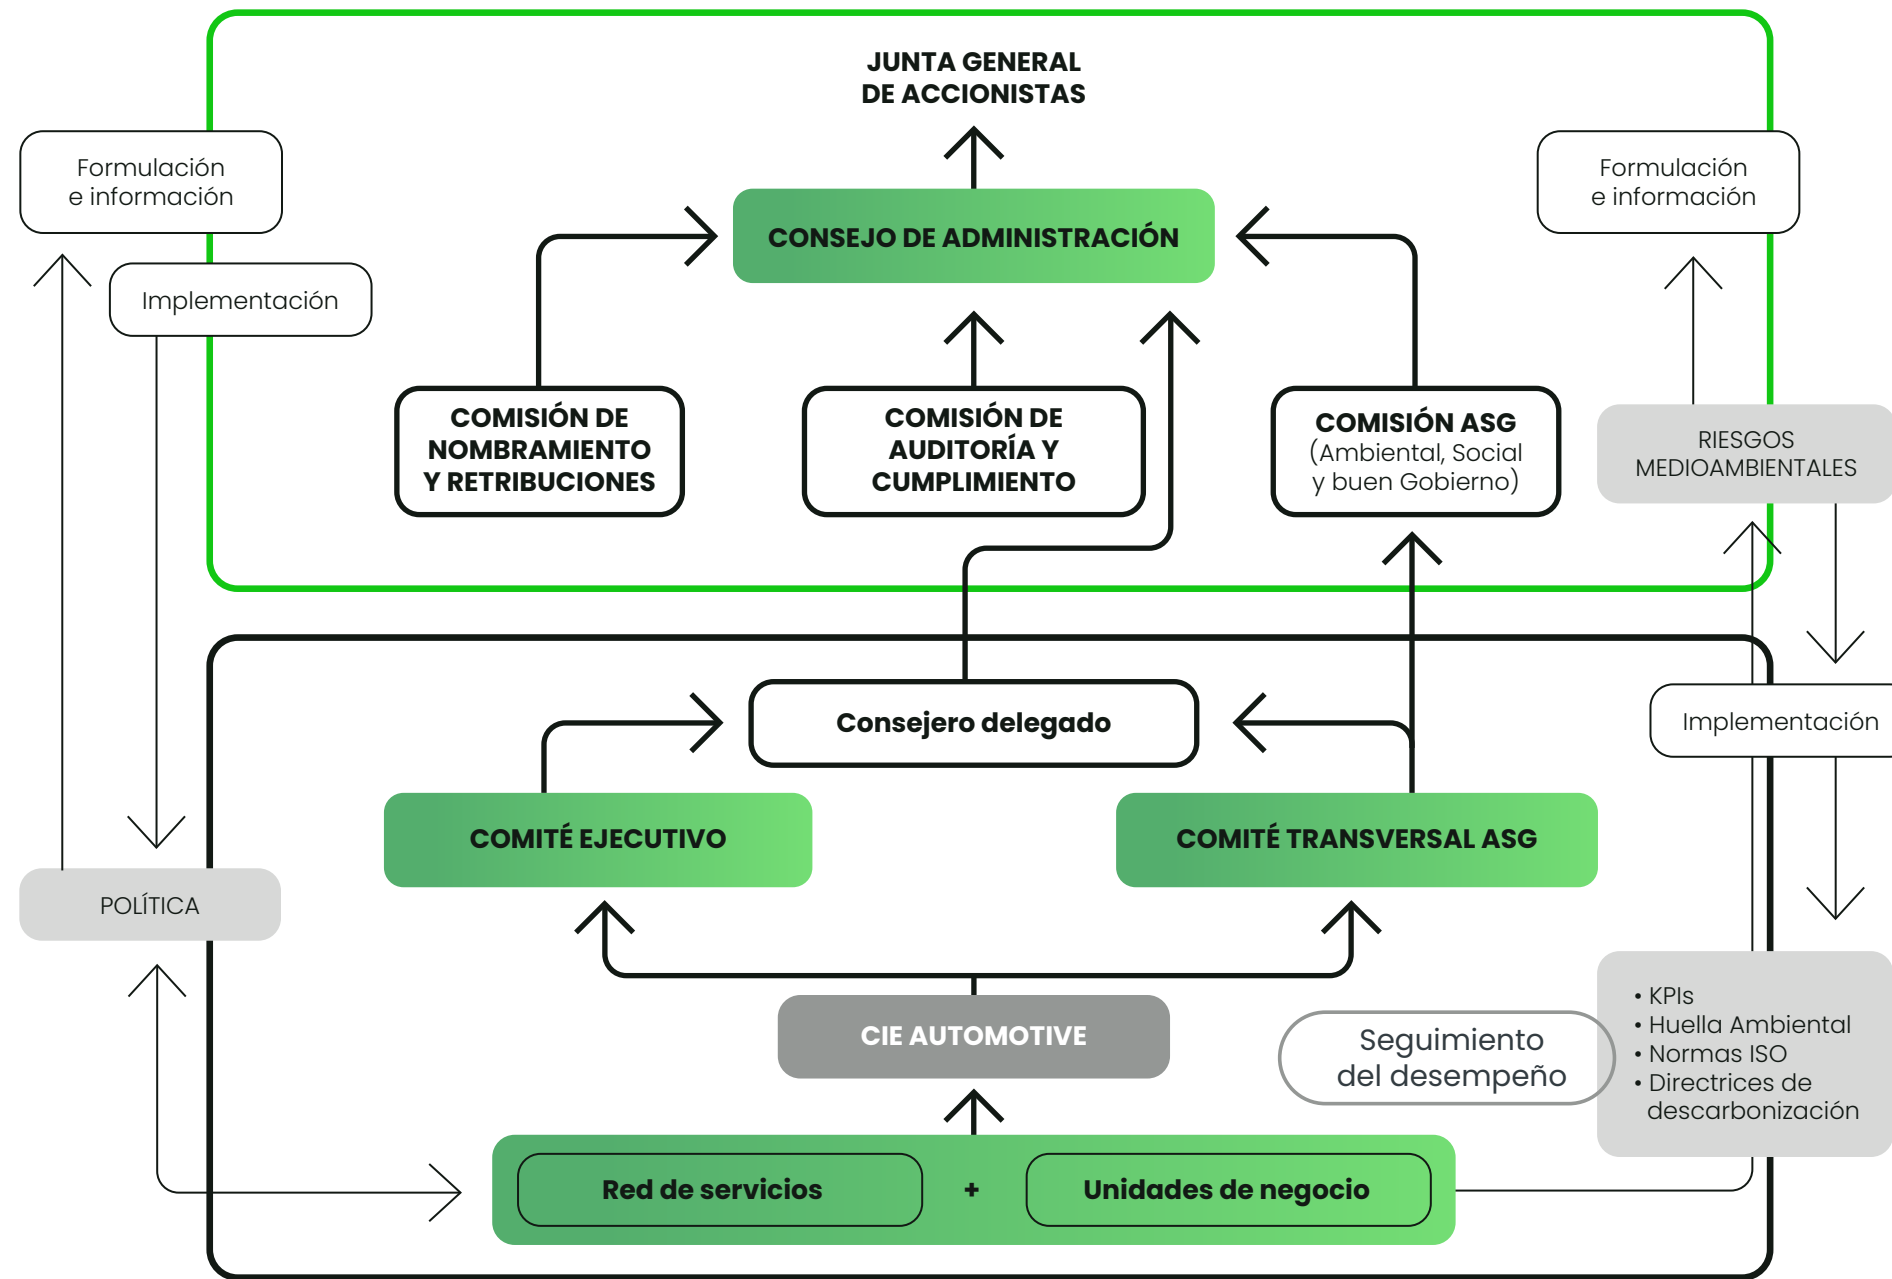 JUNTA GENERAL
DE ACCIONISTAS
Formulación
e información
Formulación
e información
CONSEJO DE ADMINISTRACIÓN
Implementación
COMISIÓN DE
NOMBRAMIENTO
Y RETRIBUCIONES
COMISIÓN DE
AUDITORÍA Y
CUMPLIMIENTO
COMISIÓN ASG
(Ambiental, Social
y buen Gobierno)
RIESGOS
MEDIOAMBIENTALES
Consejero delegado
Implementación
COMITÉ EJECUTIVO
COMITÉ TRANSVERSAL ASG
POLÍTICA
CIE AUTOMOTIVE
Seguimiento
del desempeño
• KPIs
• Huella Ambiental
• Normas ISO
• Directrices de
descarbonización
Red de servicios + Unidades de negocio